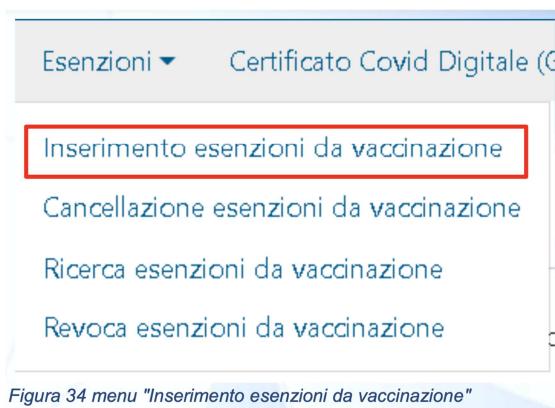 Esenzioni Certificato Covid Digitale (
Inserimento esenzioni da vaccinazione
Cancellazione esenzioni da vaccinazione
Ricerca esenzioni da vaccinazione
Revoca esenzioni da vaccinazione
Figura 34 menu "Inserimento esenzioni da vaccinazione"